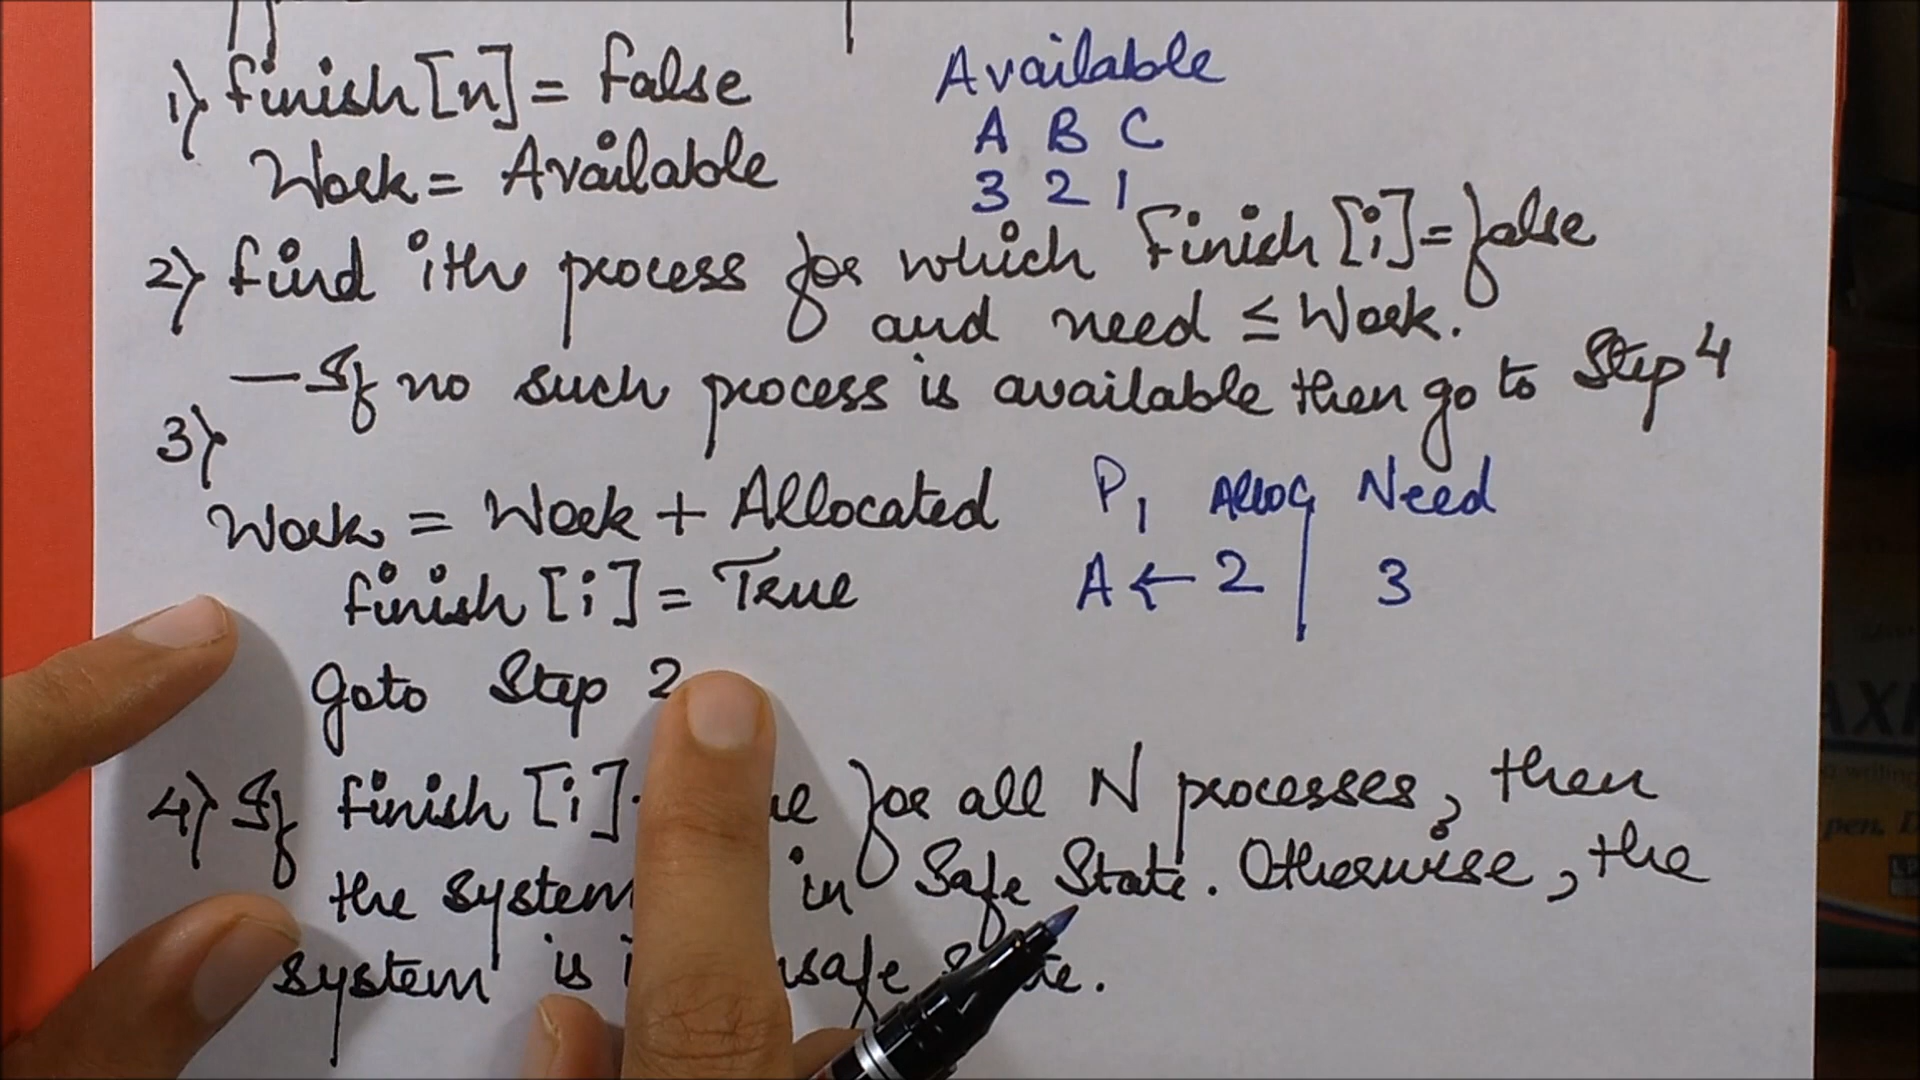 1) finish[n] = false
Work = Available
Available
A B C
3 2 1
2) find ith process for which Finish[i] = false
and need ≤ Work.
— If no such process is available then go to Step 4
3)
Work = Work + Allocated
finish[i] = True
Goto Step 2
P1 Alloc Need
A ← 2 3
4) If finish[i] for all N processes, then
the system in Safe State. Otherwise, the
system is
pen.